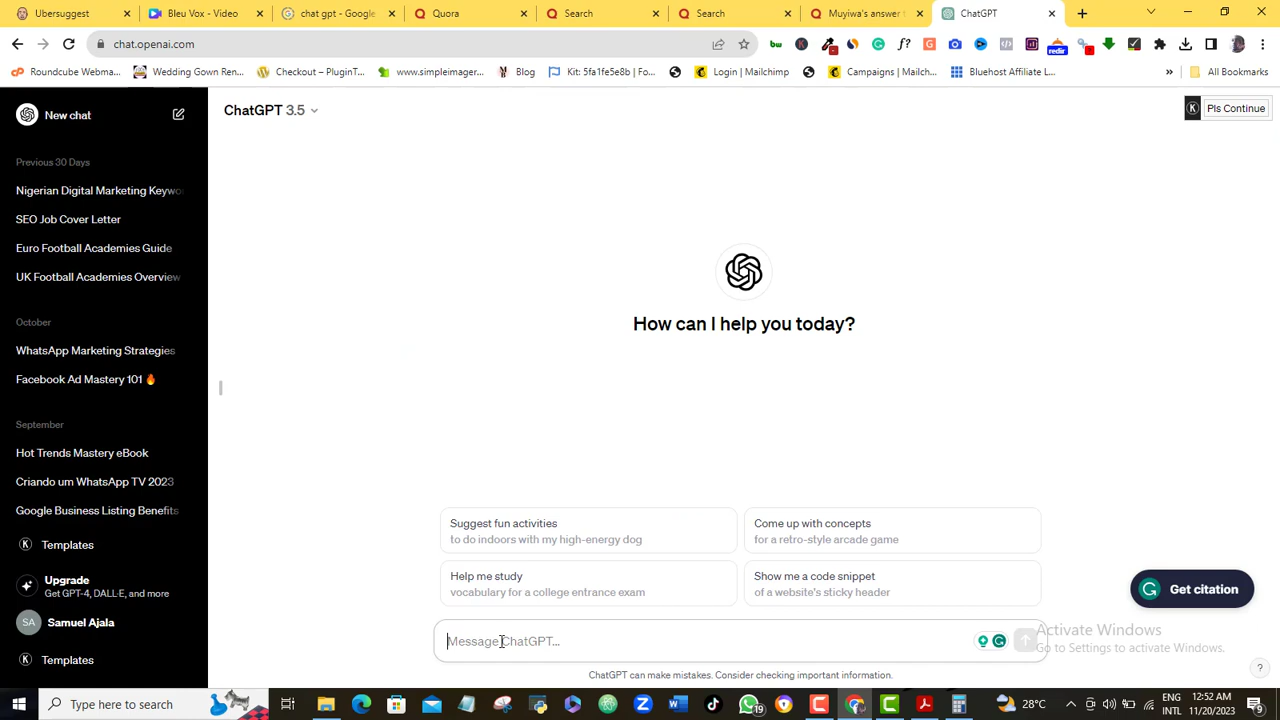 Ubersuggest
Bleu Vox - Video
chat gpt - Google
Quora
Search
Search
Muyiwa's answer t
ChatGPT
chat.openai.com
redir
Roundcube Webma...
Wedding Gown Ren...
Checkout – Plugin1...
www.simpleimager...
Blog
Kit: 5fa1fe5e8b | Fo...
Login | Mailchimp
Campaigns | Mailch...
Bluehost Affiliate L...
»
All Bookmarks
New chat
ChatGPT 3.5
Pls Continue
Previous 30 Days
Nigerian Digital Marketing Keywo
SEO Job Cover Letter
Euro Football Academies Guide
UK Football Academies Overview
October
WhatsApp Marketing Strategies
Facebook Ad Mastery 101 🔥
September
Hot Trends Mastery eBook
Criando um WhatsApp TV 2023
Google Business Listing Benefits
Templates
Upgrade
Get GPT-4, DALL·E, and more
Samuel Ajala
Templates
How can I help you today?
Suggest fun activities
to do indoors with my high-energy dog
Come up with concepts
for a retro-style arcade game
Help me study
vocabulary for a college entrance exam
Show me a code snippet
of a website's sticky header
Get citation
Message ChatGPT...
Activate Windows
Go to Settings to activate Windows.
ChatGPT can make mistakes. Consider checking important information.
?
Type here to search
19
28°C
ENG
INTL
12:52 AM
11/20/2023
9